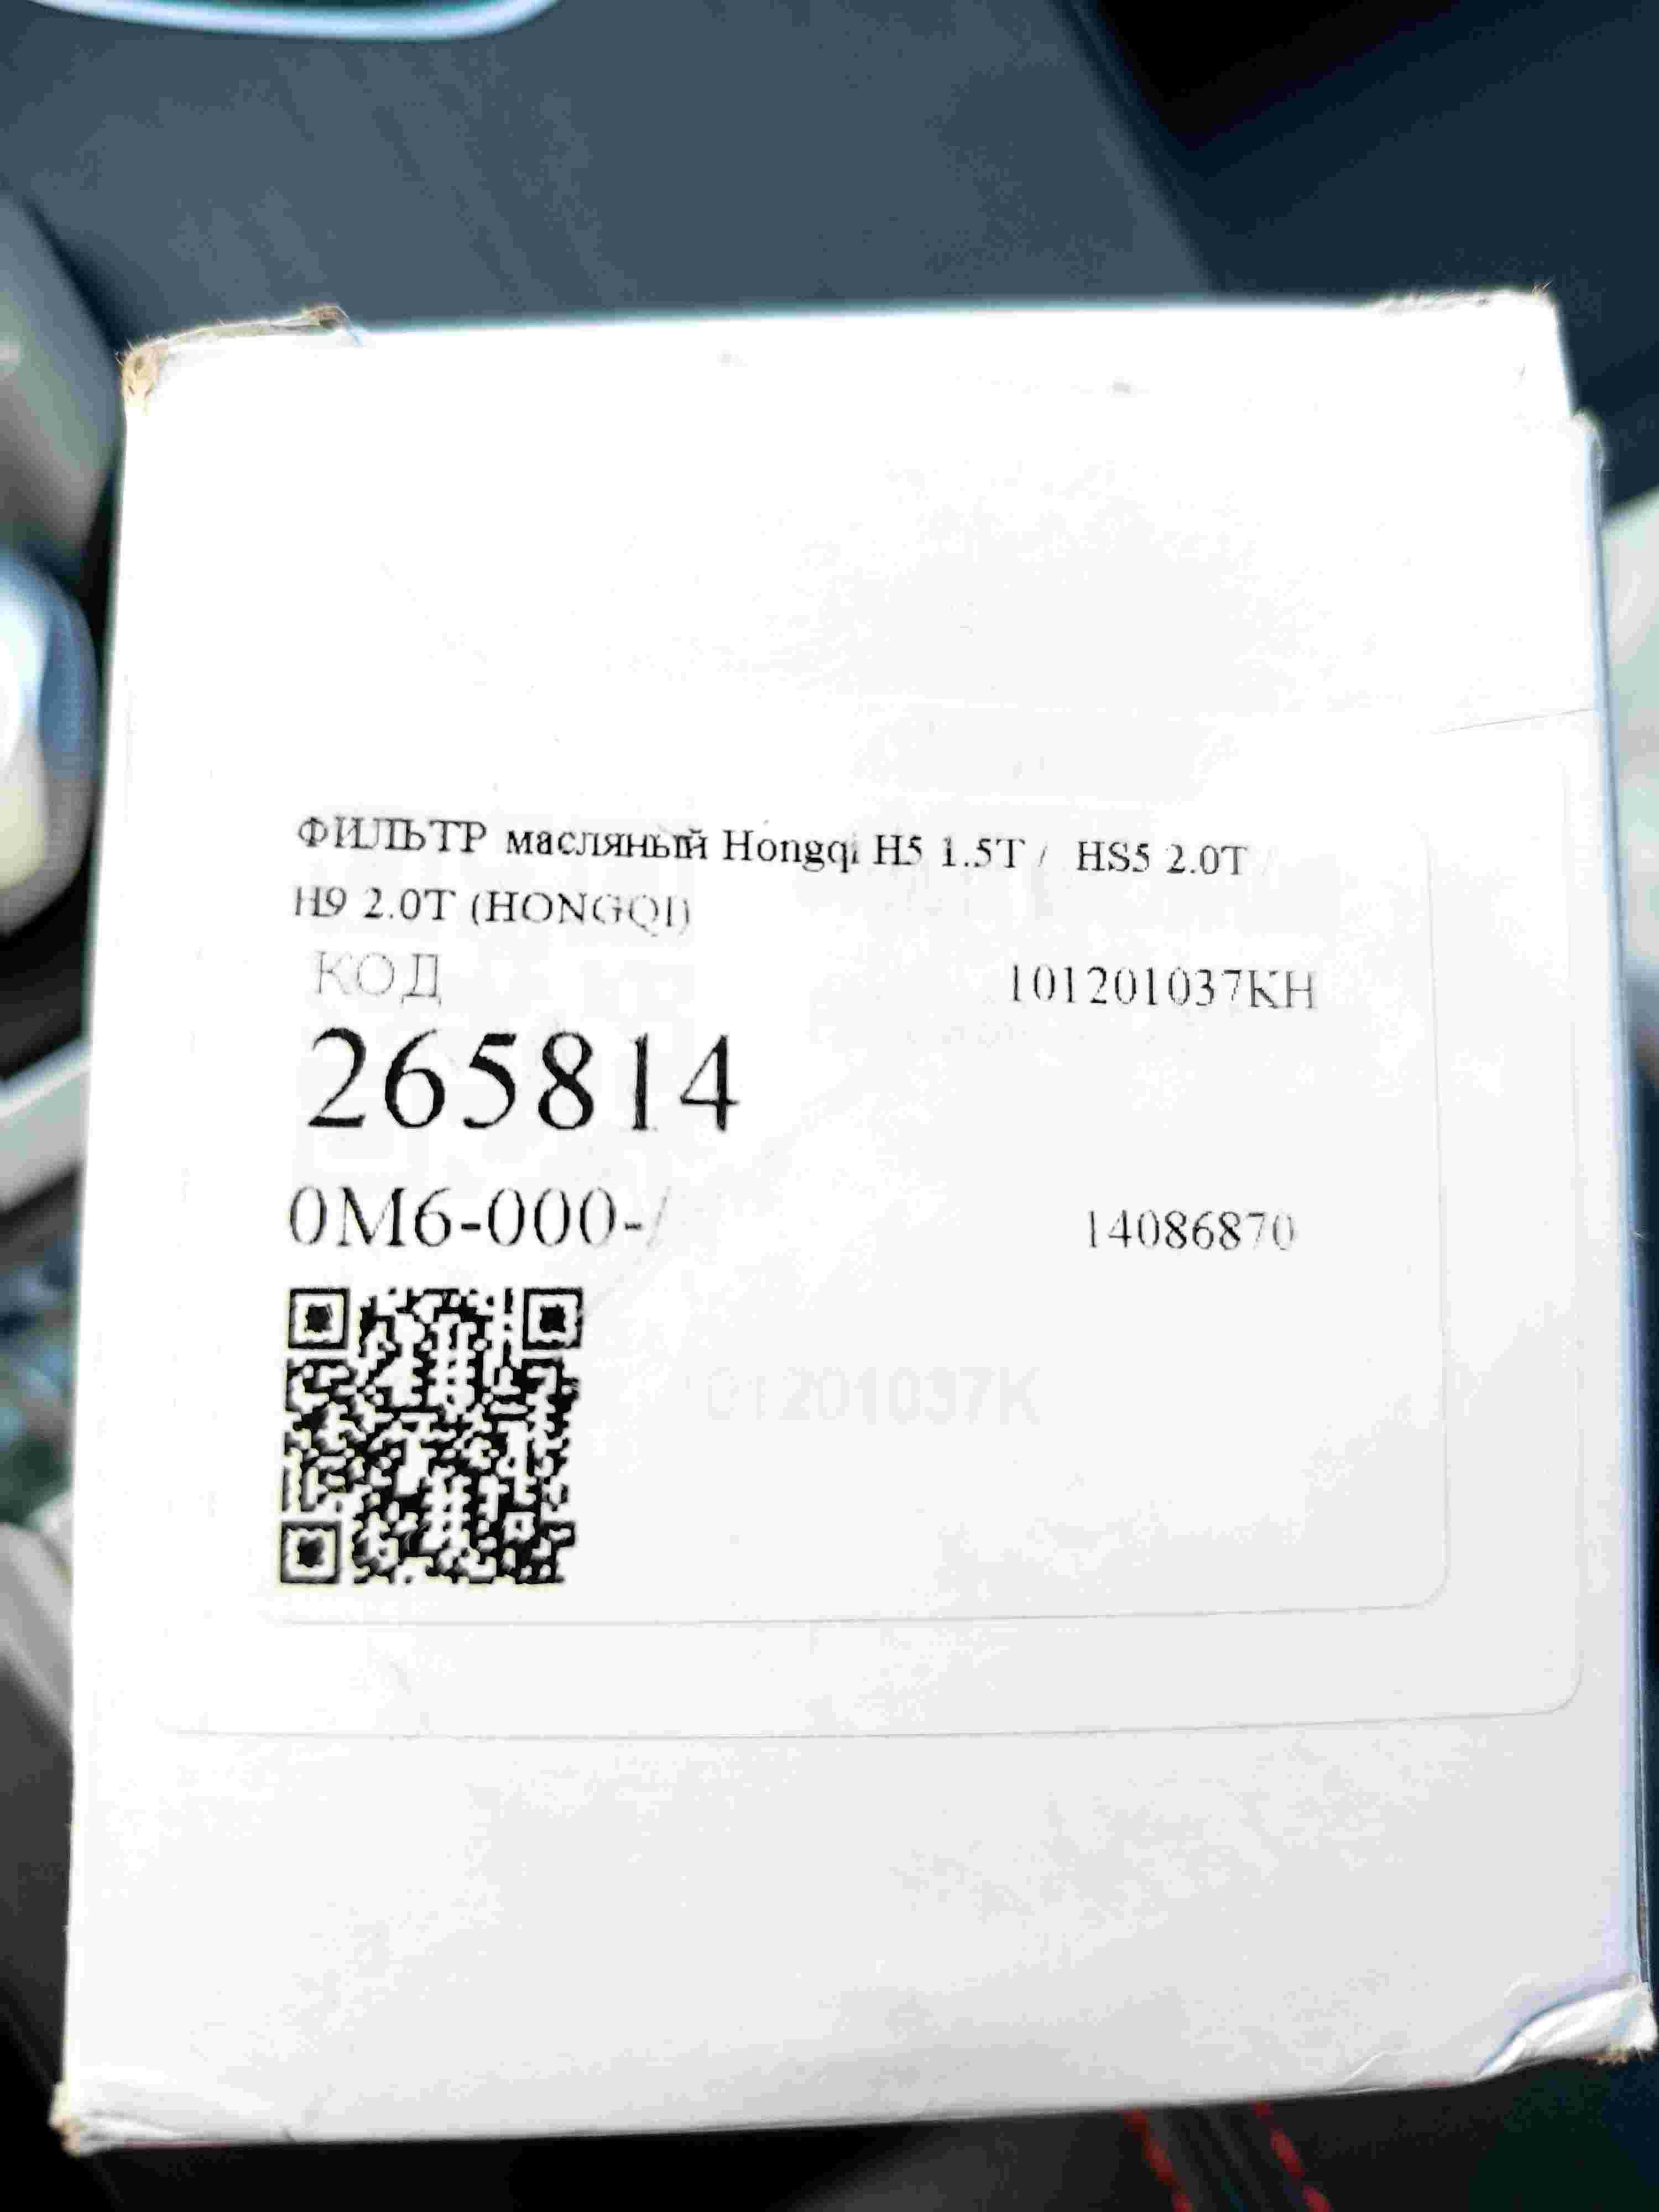 ФИЛЬТР масляный Hongqi H5 1.5T / HS5 2.0T /
H9 2.0T (HONGQI)
КОД 101201037KH
265814
0M6-000-/ 14086870
01201037K